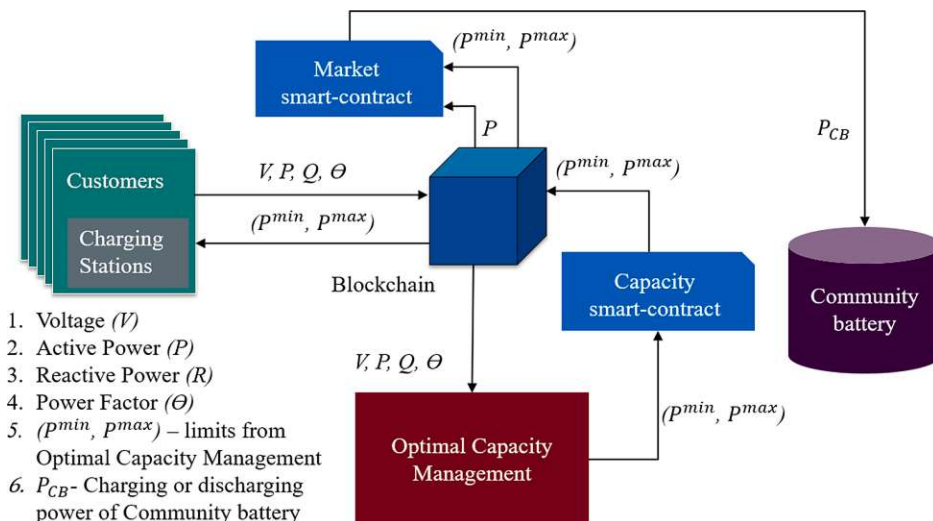 (P^min, P^max)
Market
smart-contract
P
P_CB
Customers
V, P, Q, Ɵ
(P^min, P^max)
(P^min, P^max)
Charging
Stations
Blockchain
Capacity
smart-contract
Community
battery
1. Voltage (V)
2. Active Power (P)
3. Reactive Power (R)
4. Power Factor (Ɵ)
5. (P^min, P^max) – limits from
Optimal Capacity Management
6. P_CB- Charging or discharging
power of Community battery
V, P, Q, Ɵ
(P^min, P^max)
Optimal Capacity
Management